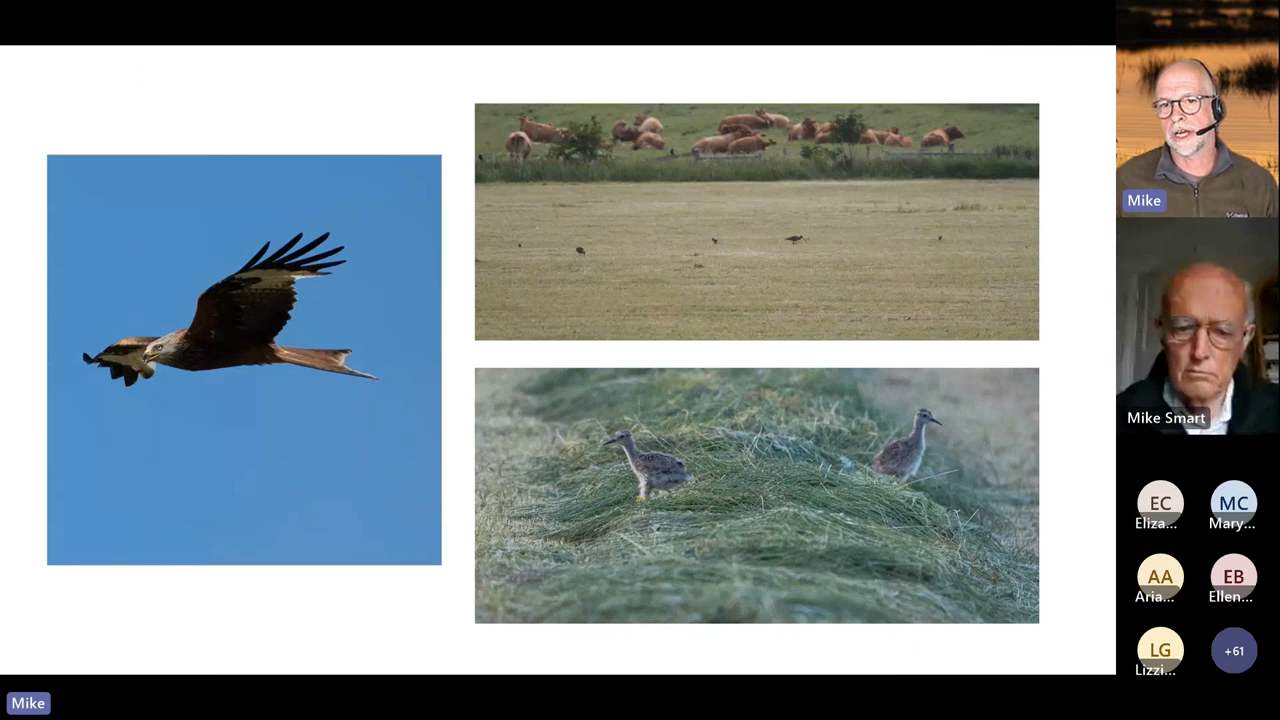 Mike
Mike Smart
EC
MC
Eliza...
Mary...
AA
EB
Aria...
Ellen...
LG
+61
Lizzi...
Mike